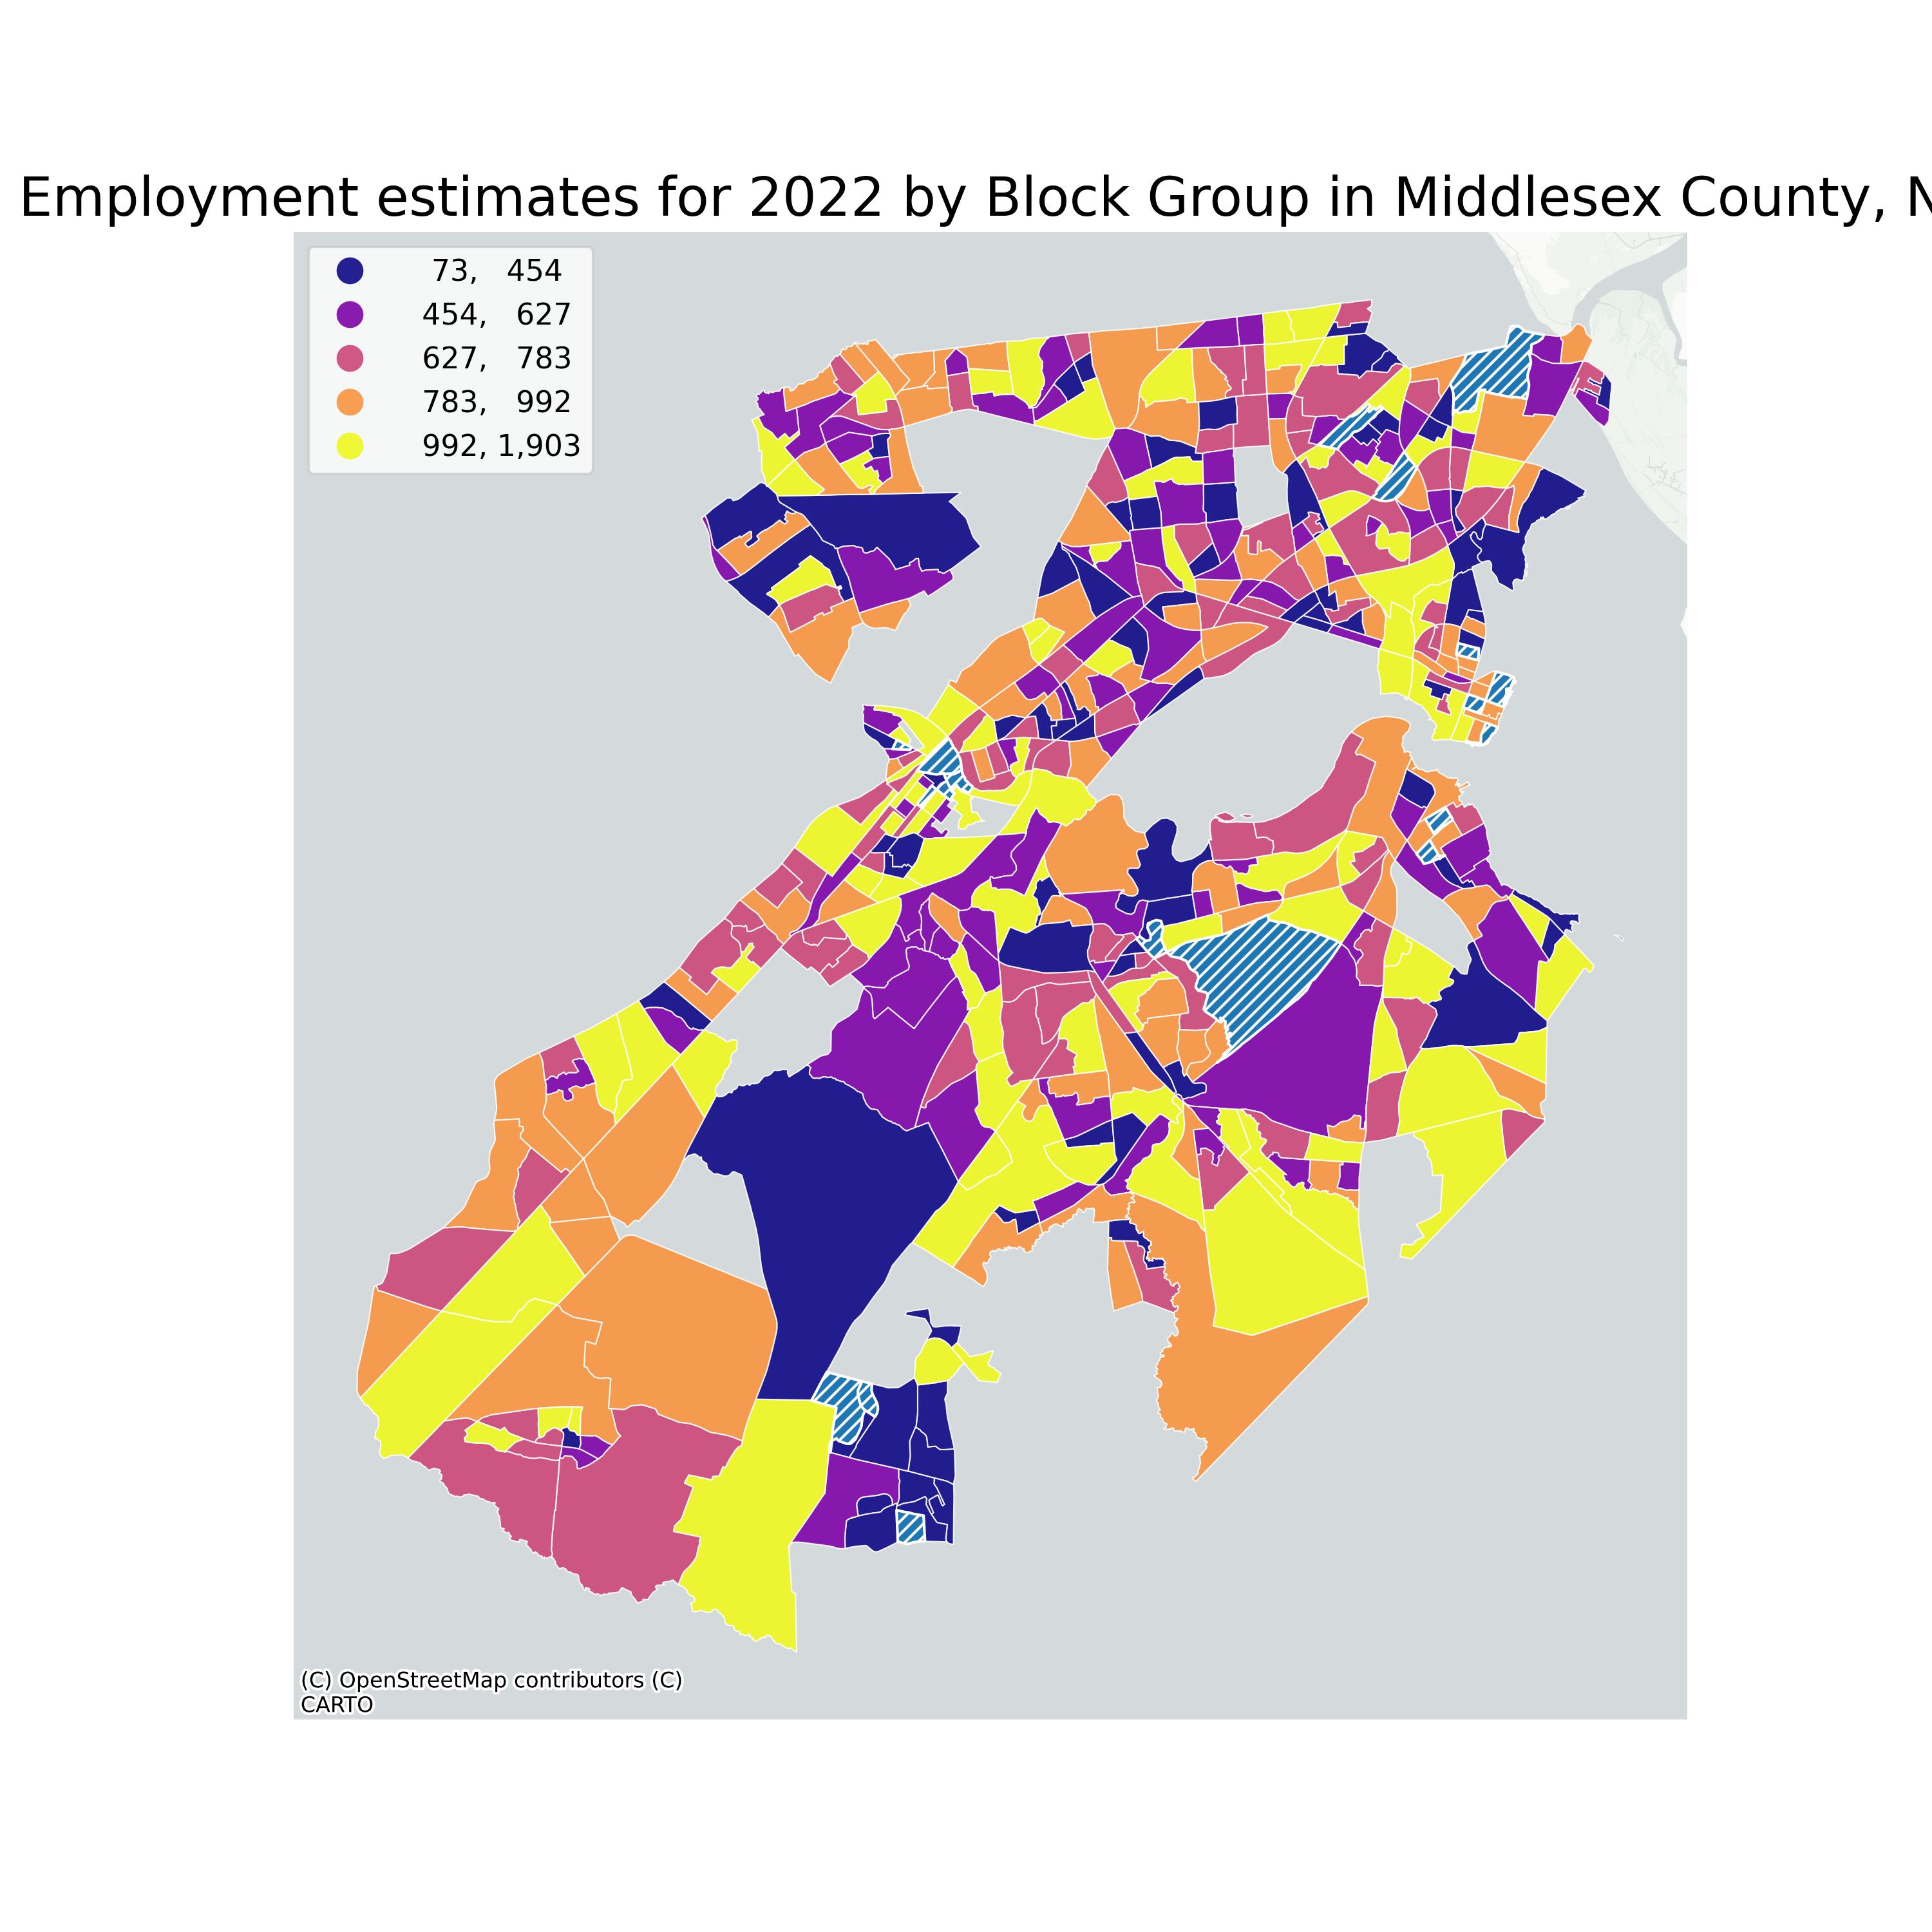 Employment estimates for 2022 by Block Group in Middlesex County, N
73, 454
454, 627
627, 783
783, 992
992, 1,903
(C) OpenStreetMap contributors (C)
CARTO